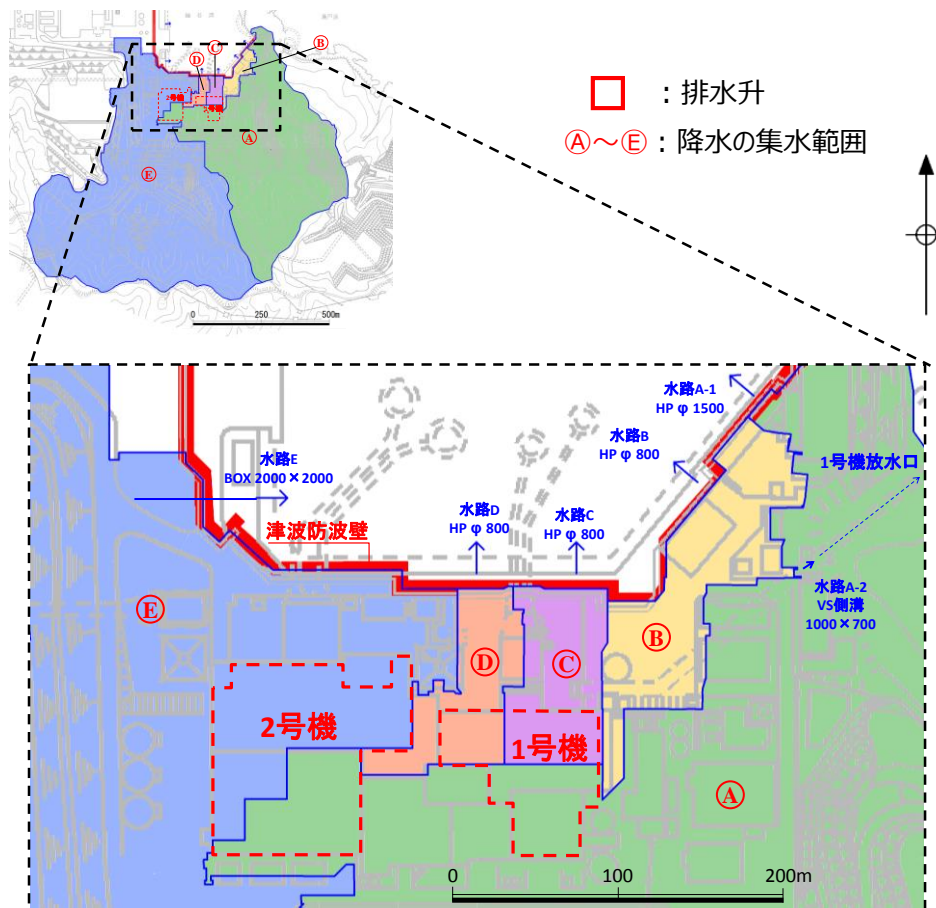 Ⓑ
Ⓒ
Ⓓ
2号機
Ⓐ
Ⓔ
0 250 500m
：排水升
Ⓐ～Ⓔ：降水の集水範囲
水路A-1
HP φ 1500
水路B
HP φ 800
水路E
BOX 2000×2000
1号機放水口
水路D
HP φ 800
水路C
HP φ 800
津波防波壁
水路A-2
VS側溝
1000×700
Ⓔ
Ⓑ
Ⓓ
Ⓒ
2号機
1号機
Ⓐ
0 100 200m